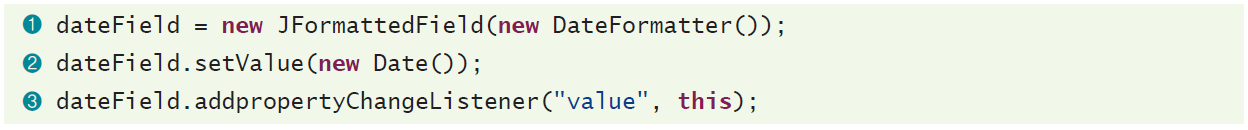 ❶ dateField = new JFormattedField(new DateFormatter());
❷ dateField.setValue(new Date());
❸ dateField.addpropertyChangeListener("value", this);